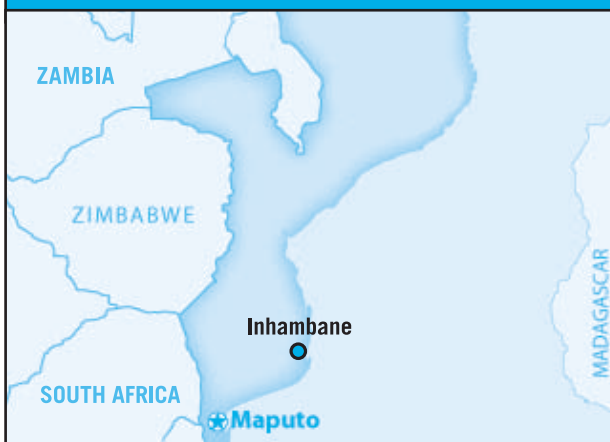 ZAMBIA
ZIMBABWE
MADAGASCAR
Inhambane
SOUTH AFRICA
Maputo